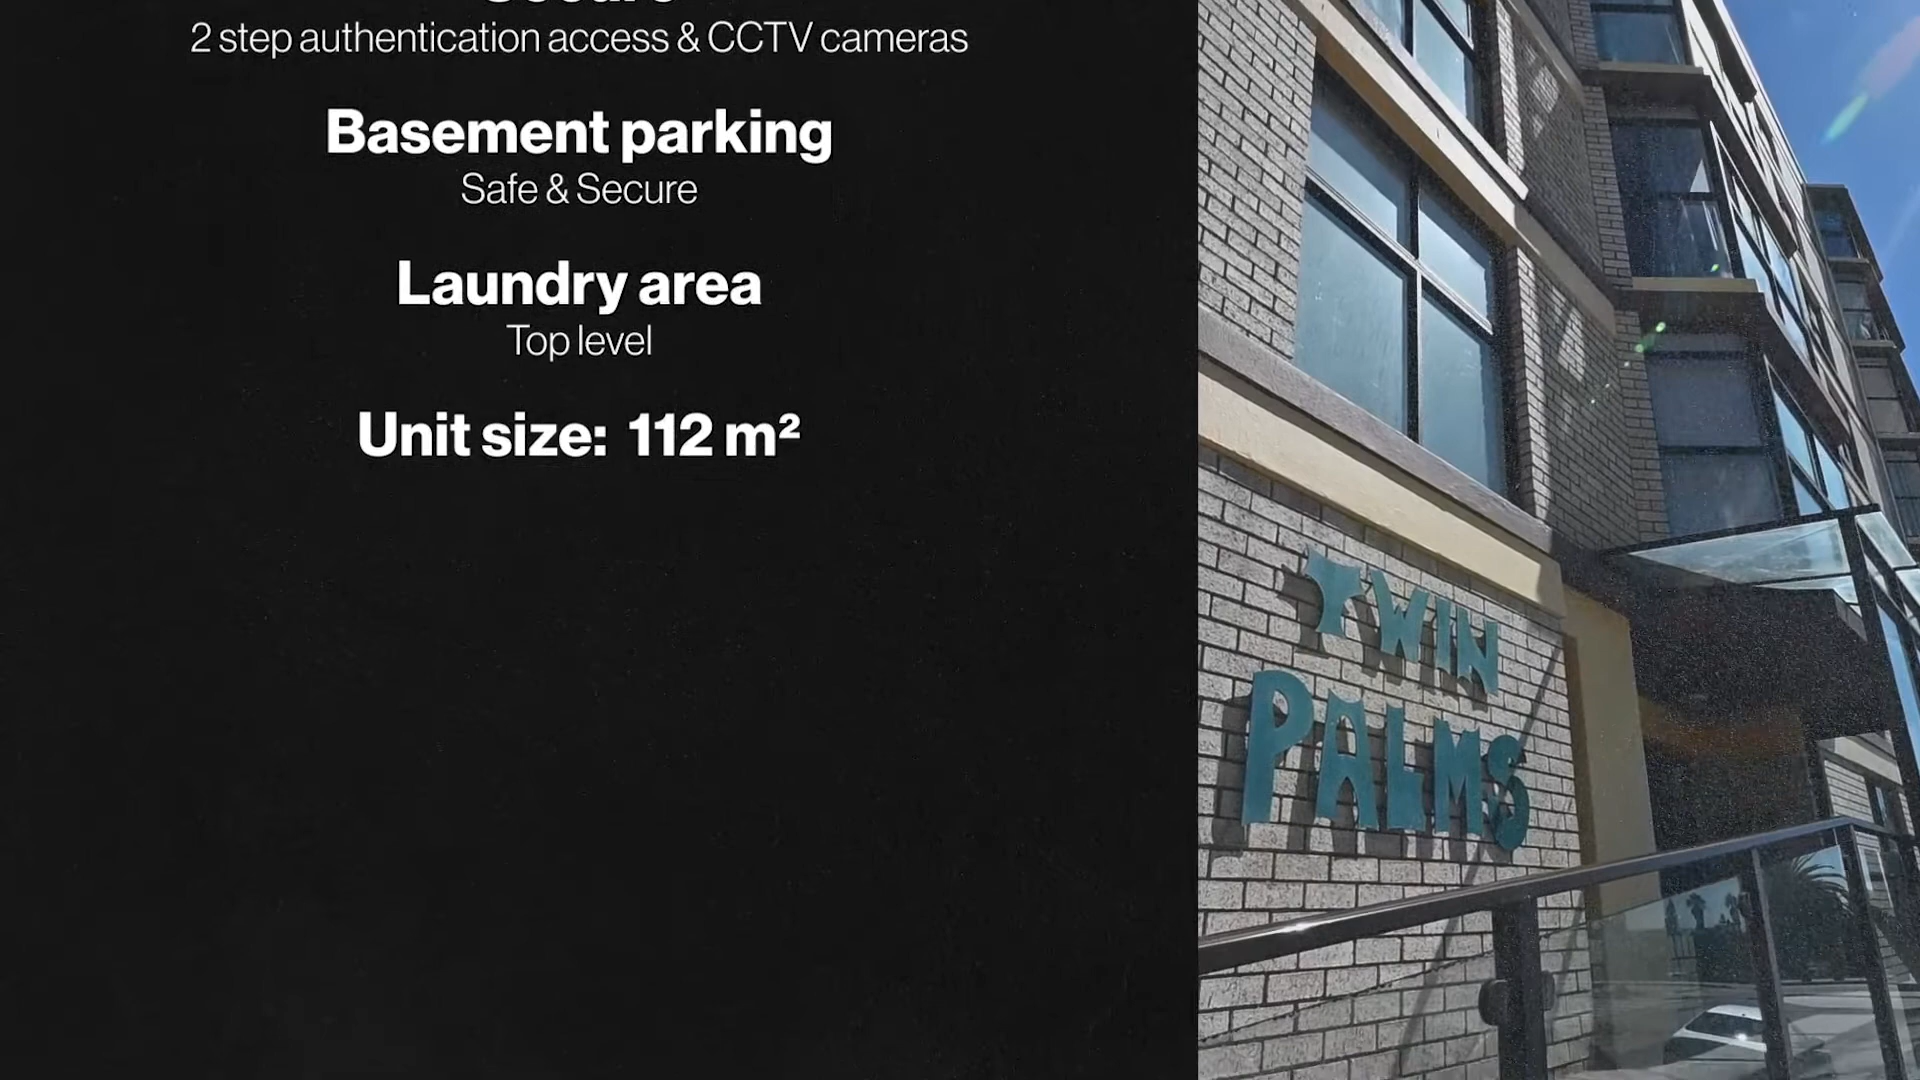 Secure
2 step authentication access & CCTV cameras
Basement parking
Safe & Secure
Laundry area
Top level
Unit size: 112 m²
TWIN
PALMS